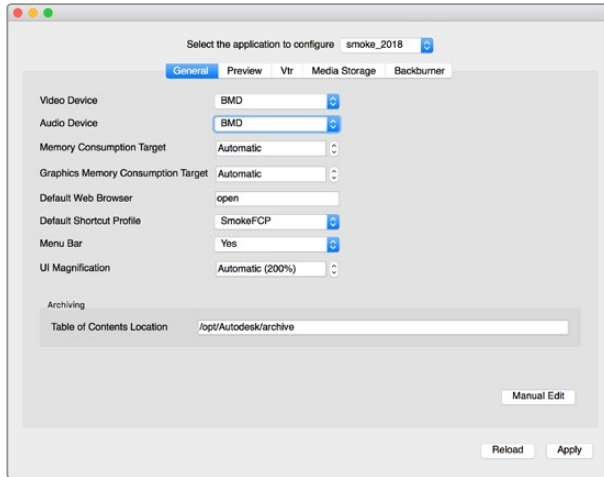 Select the application to configure smoke_2018
General Preview Vtr Media Storage Backburner
Video Device BMD
Audio Device BMD
Memory Consumption Target Automatic
Graphics Memory Consumption Target Automatic
Default Web Browser open
Default Shortcut Profile SmokeFCP
Menu Bar Yes
UI Magnification Automatic (200%)
Archiving
Table of Contents Location /opt/Autodesk/archive
Manual Edit
Reload Apply